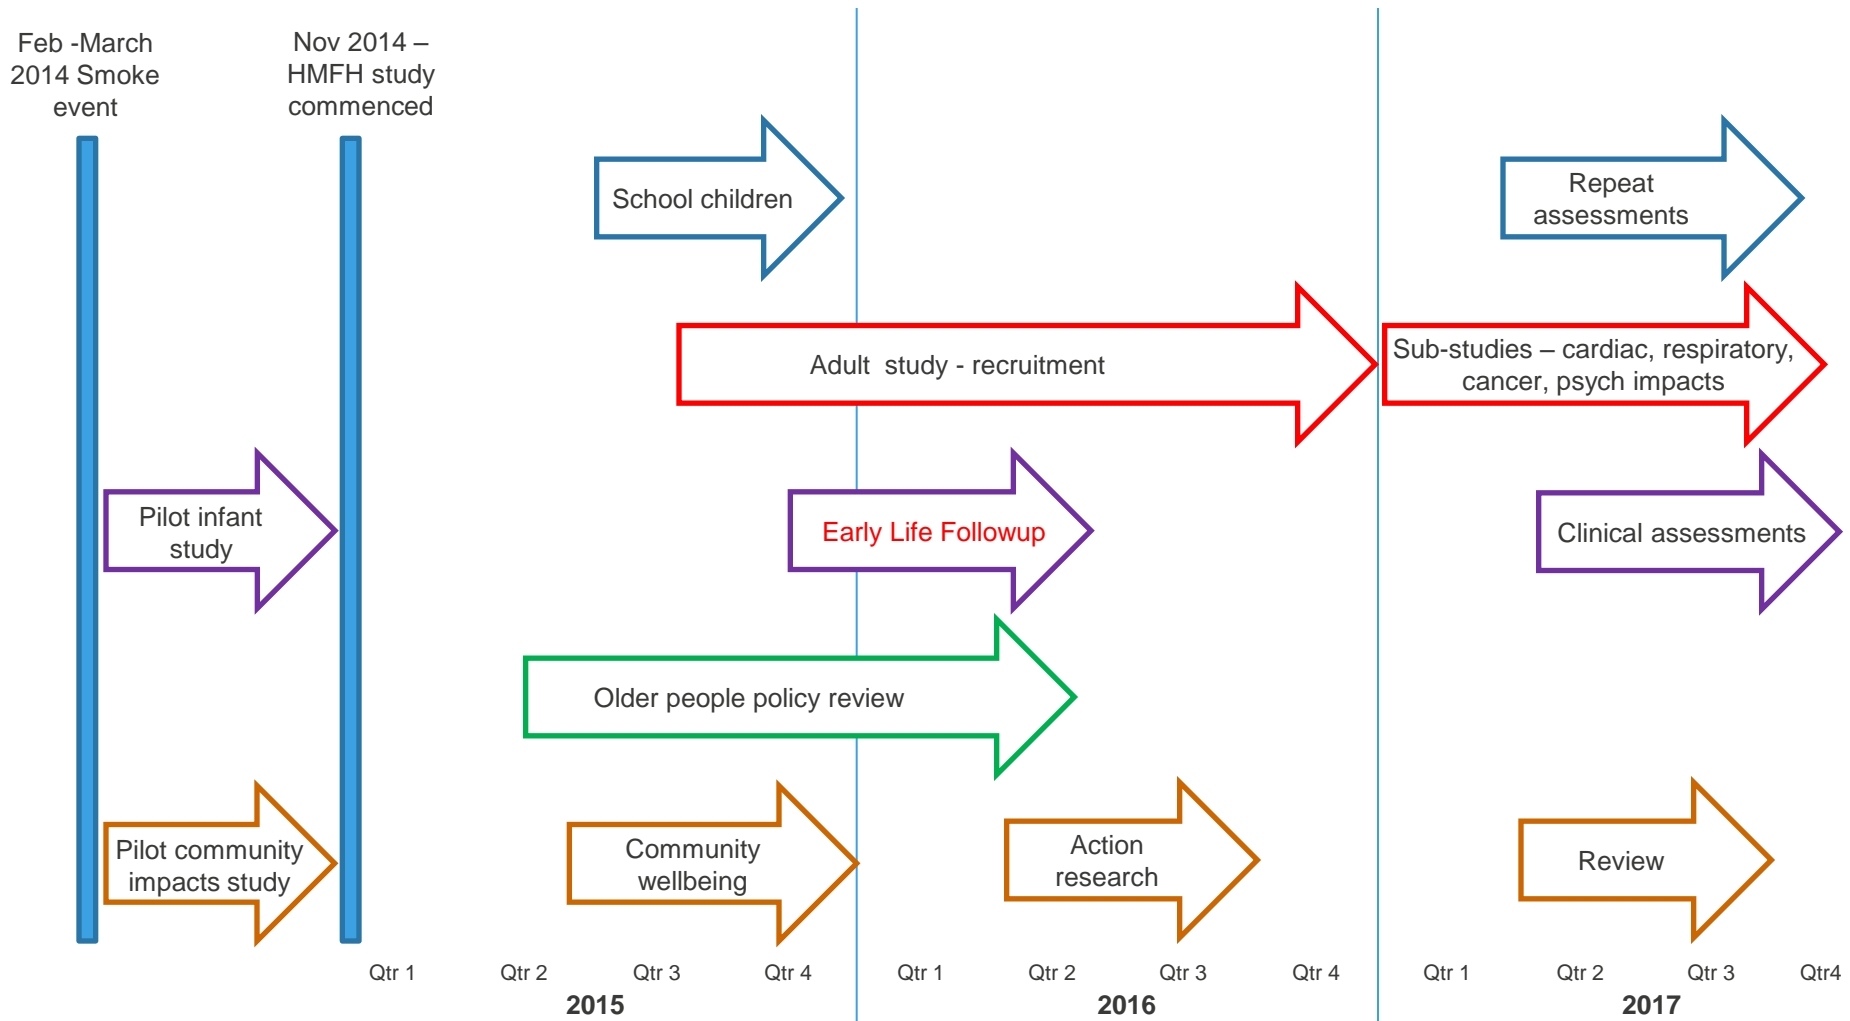 Feb -March
2014 Smoke
event
Nov 2014 –
HMFH study
commenced
School children
Repeat
assessments
Adult study - recruitment
Sub-studies – cardiac, respiratory,
cancer, psych impacts
Pilot infant
study
Early Life Followup
Clinical assessments
Older people policy review
Pilot community
impacts study
Community
wellbeing
Action
research
Review
Qtr 1
Qtr 2
Qtr 3
Qtr 4
Qtr 1
Qtr 2
Qtr 3
Qtr 4
Qtr 1
Qtr 2
Qtr 3
Qtr4
2015
2016
2017